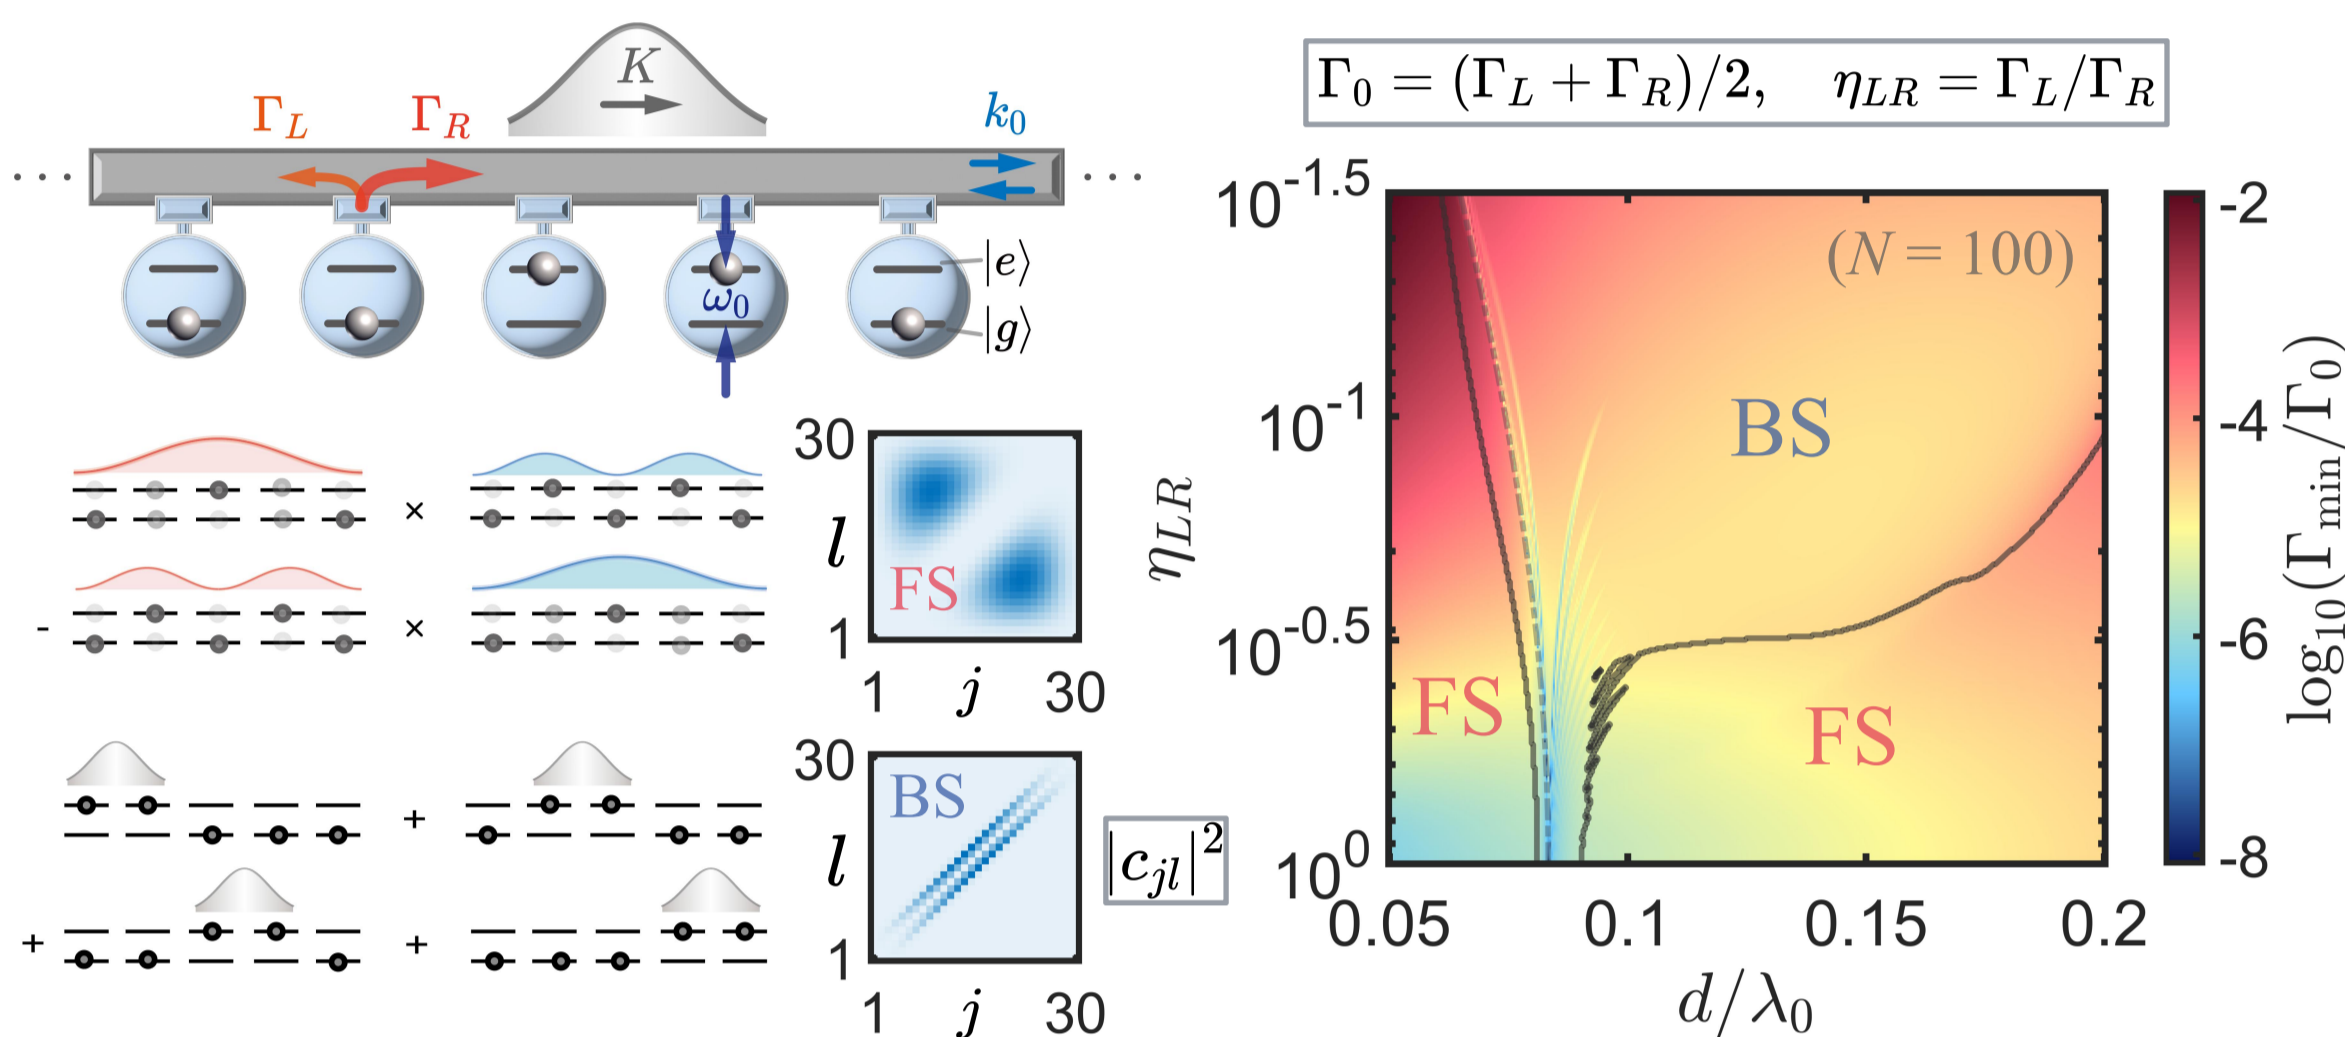 K
Γ_L Γ_R k_0
. . . . . .
|e⟩
ω_0
|g⟩
Γ_0 = (Γ_L + Γ_R)/2, η_LR = Γ_L/Γ_R
×
- ×
30
l
FS
1
1 j 30
+
+ +
30
BS
l
1
1 j 30
|c_jl|^2
10^-1.5
10^-1
10^-0.5
10^0
η_LR
(N = 100)
BS
FS
FS
0.05 0.1 0.15 0.2
d/λ_0
-2
-4
-6
-8
log_10(Γ_min/Γ_0)